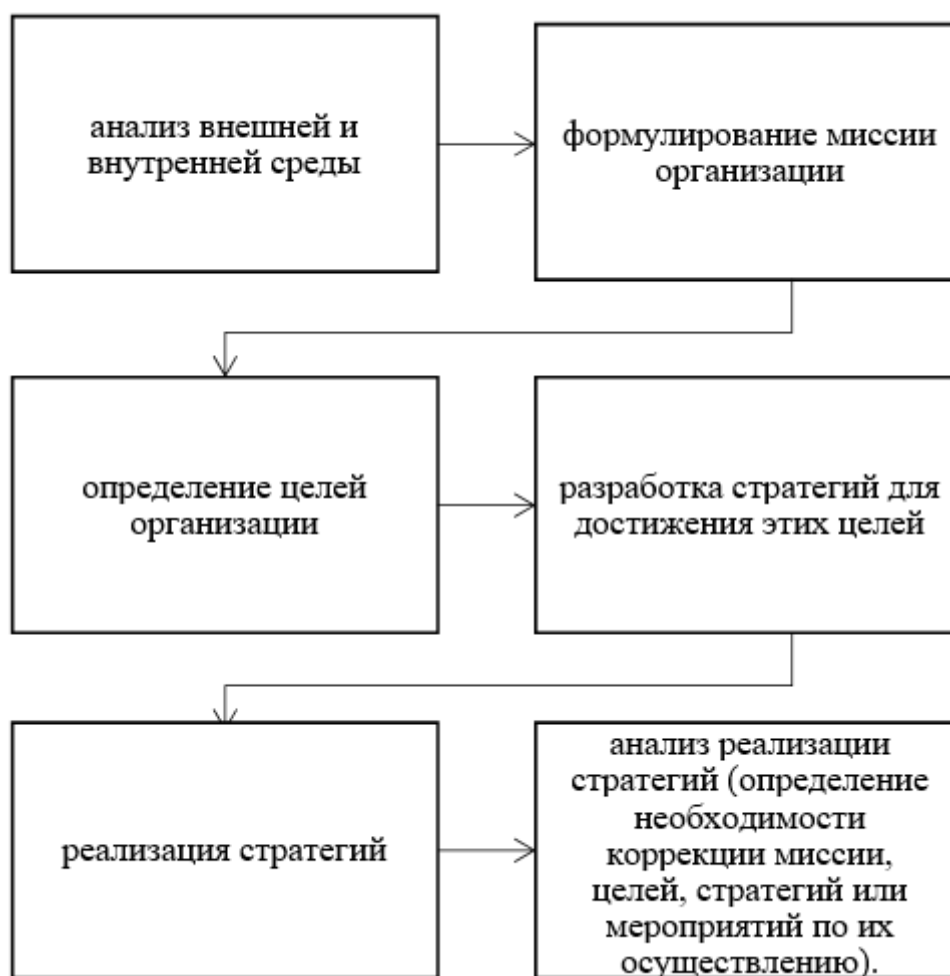 анализ внешней и
внутренней среды
формулирование миссии
организации
определение целей
организации
разработка стратегий для
достижения этих целей
реализация стратегий
анализ реализации
стратегий (определение
необходимости
коррекции миссии,
целей, стратегий или
мероприятий по их
осуществлению).